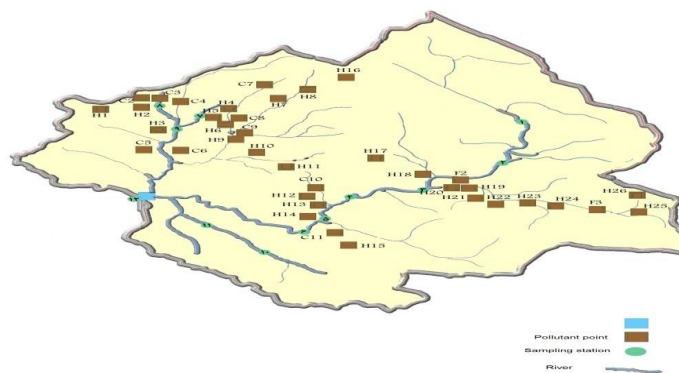 H16
C7
H8
C2
C3
C4
H7
H1
H2
H4
H5
C8
H3
H6
C9
H9
C5
C6
H10
H17
H11
H18
F2
C10
H20
H19
H12
H26
H13
H21
H22
H23
H24
F3
H25
H14
C11
H15
Pollutant point
Sampling station
River